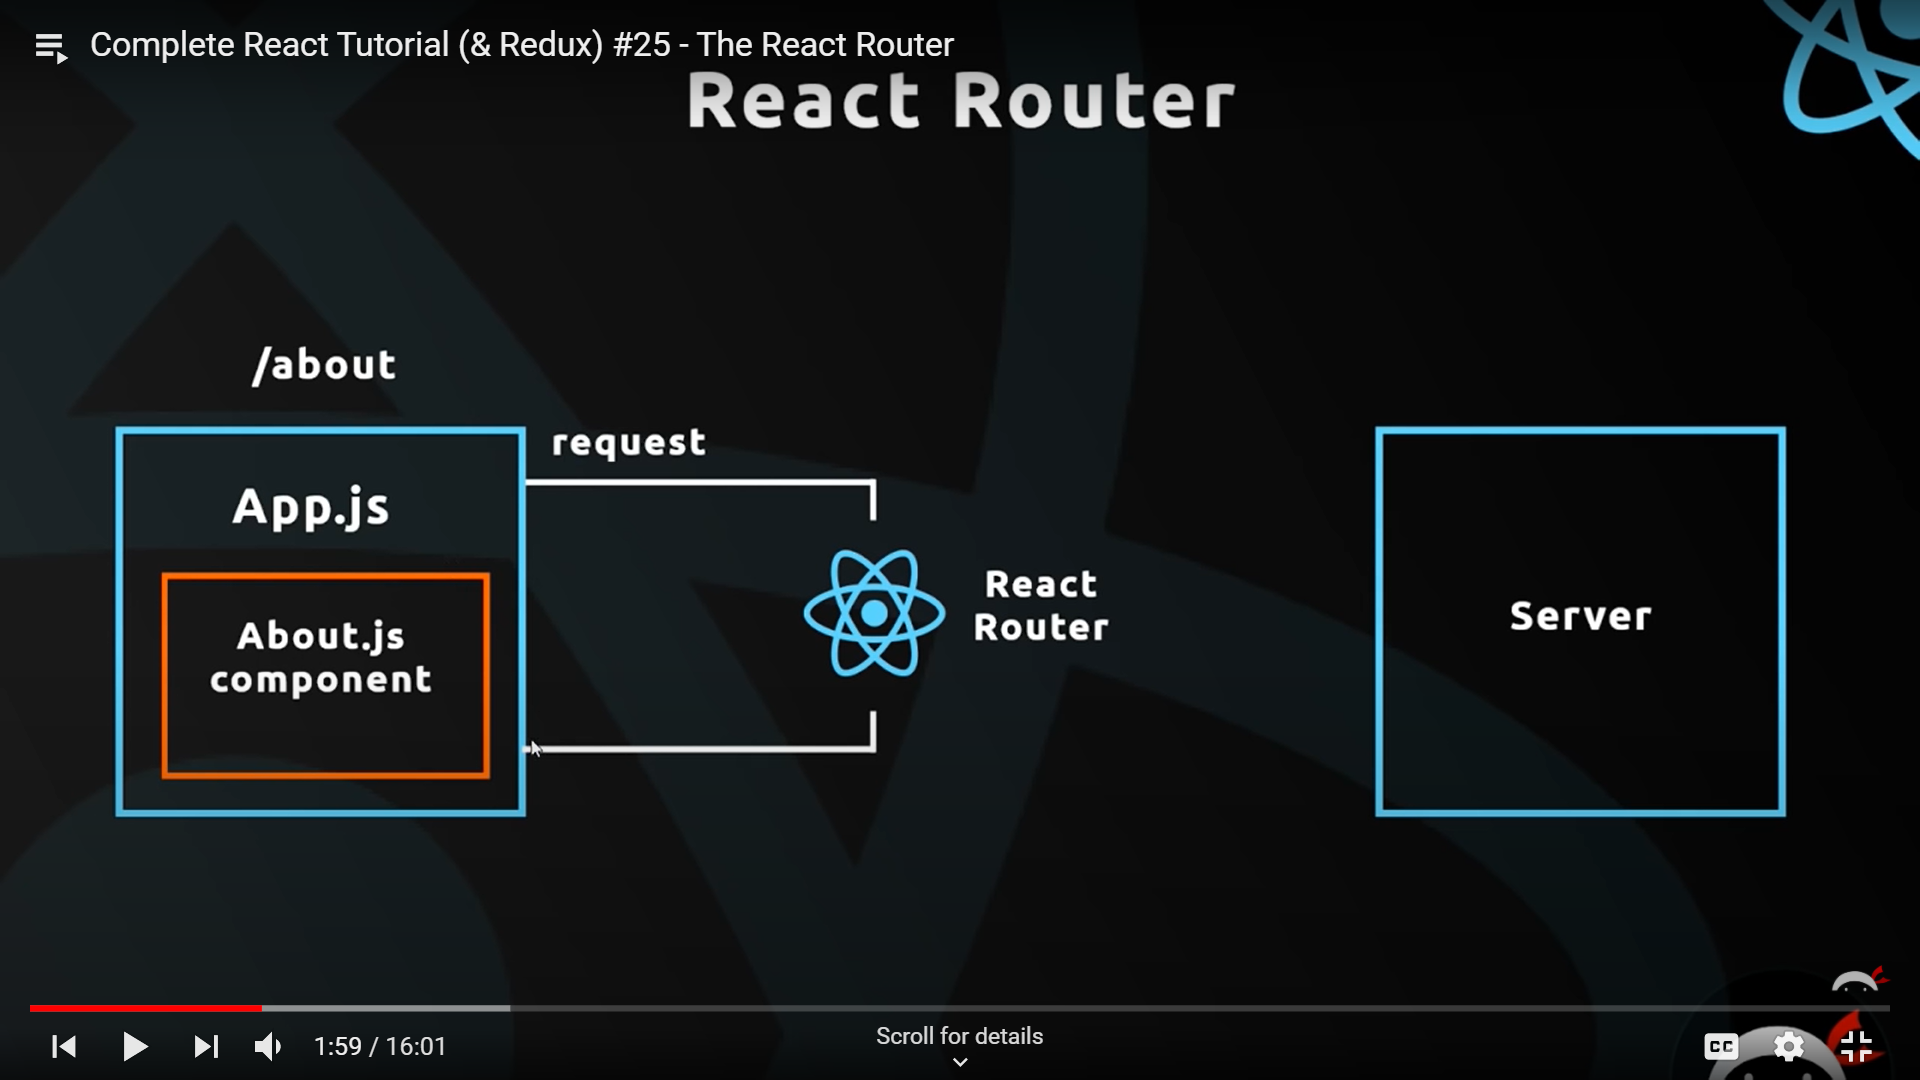 Complete React Tutorial (& Redux) #25 - The React Router
React Router
/about
request
App.js
About.js
component
React
Router
Server
1:59 / 16:01
Scroll for details
CC